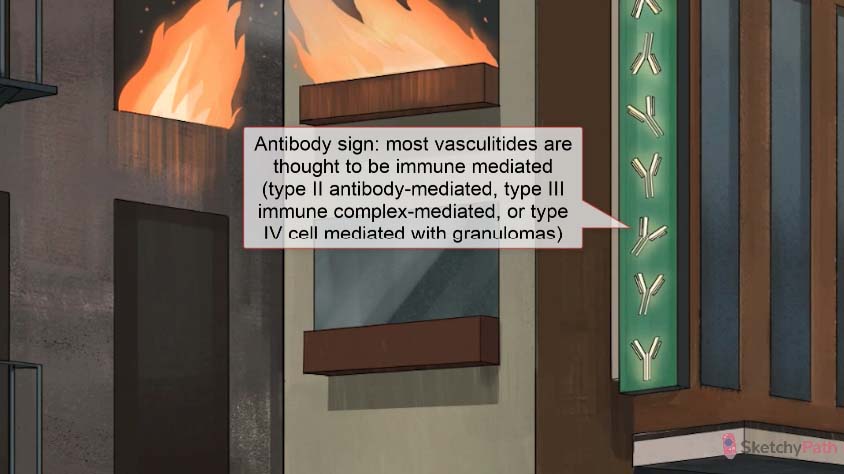 Antibody sign: most vasculitides are
thought to be immune mediated
(type II antibody-mediated, type III
immune complex-mediated, or type
IV cell mediated with granulomas)
SketchyPath